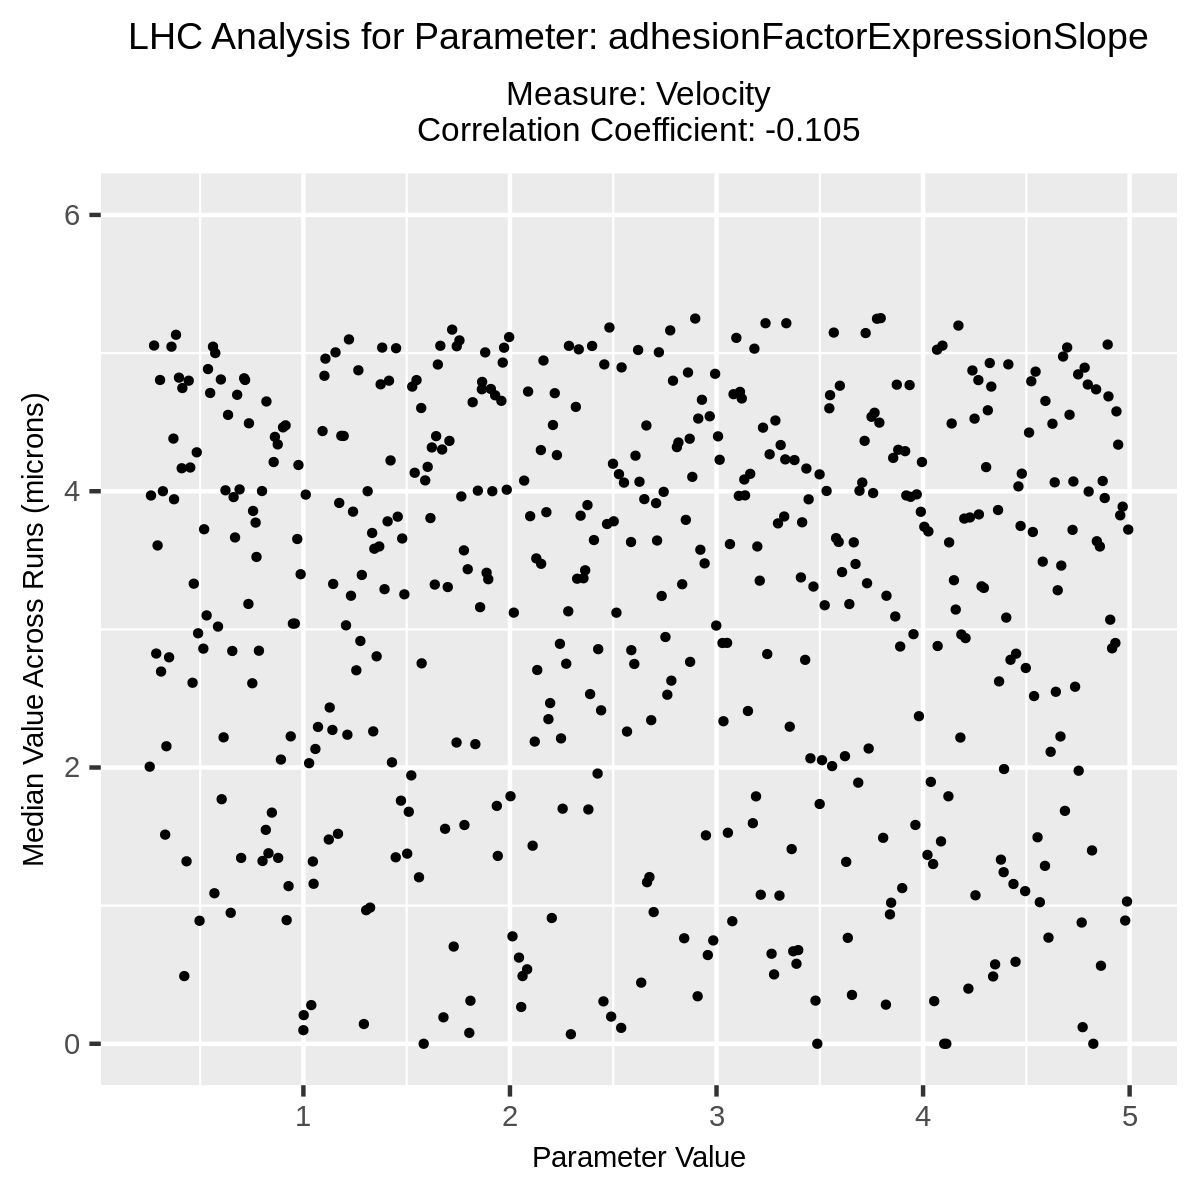 LHC Analysis for Parameter: adhesionFactorExpressionSlope
Measure: Velocity
Correlation Coefficient: -0.105
Median Value Across Runs (microns)
6
4
2
0
1 2 3 4 5
Parameter Value